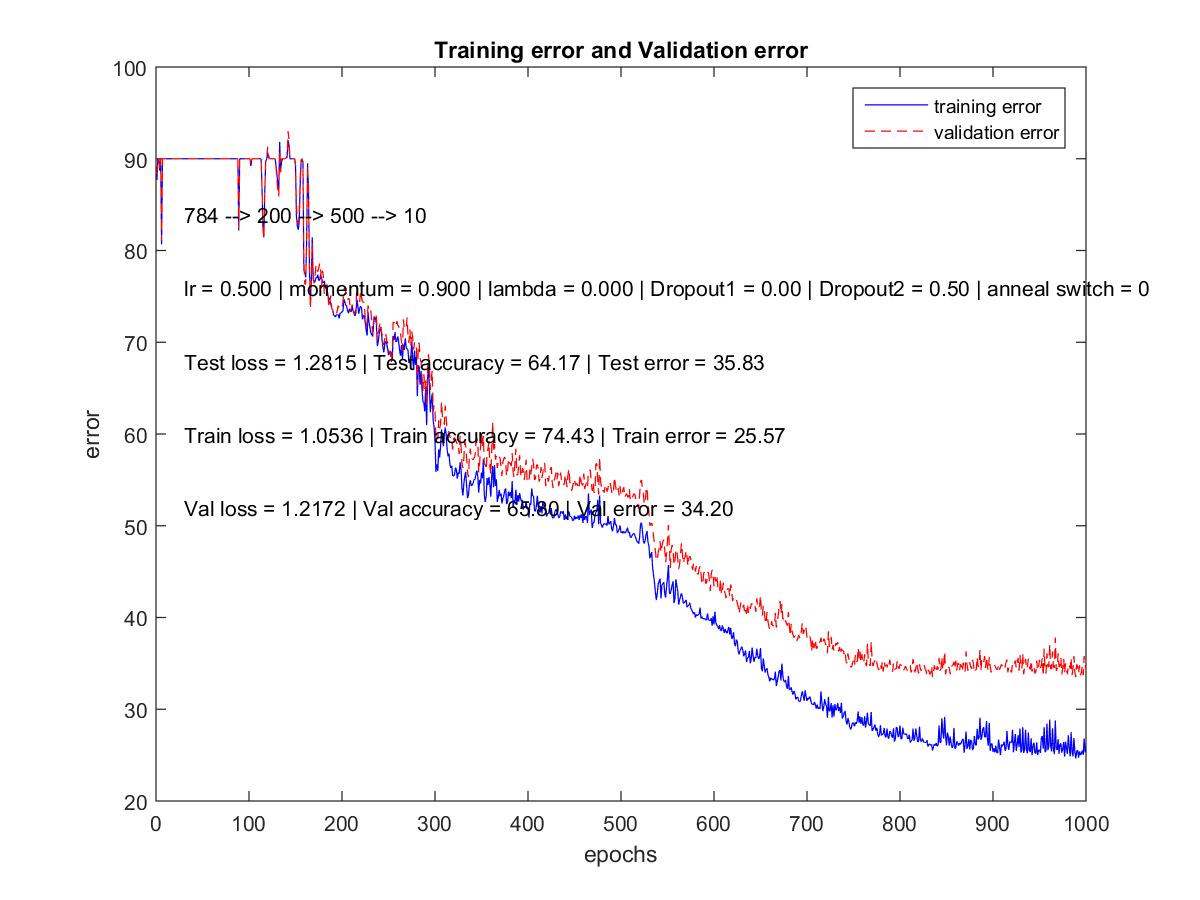 Training error and Validation error
100
90
80
70
60
50
40
30
20
error
training error
validation error
784 --> 200 --> 500 --> 10
lr = 0.500 | momentum = 0.900 | lambda = 0.000 | Dropout1 = 0.00 | Dropout2 = 0.50 | anneal switch = 0
Test loss = 1.2815 | Test accuracy = 64.17 | Test error = 35.83
Train loss = 1.0536 | Train accuracy = 74.43 | Train error = 25.57
Val loss = 1.2172 | Val accuracy = 65.80 | Val error = 34.20
0 100 200 300 400 500 600 700 800 900 1000
epochs